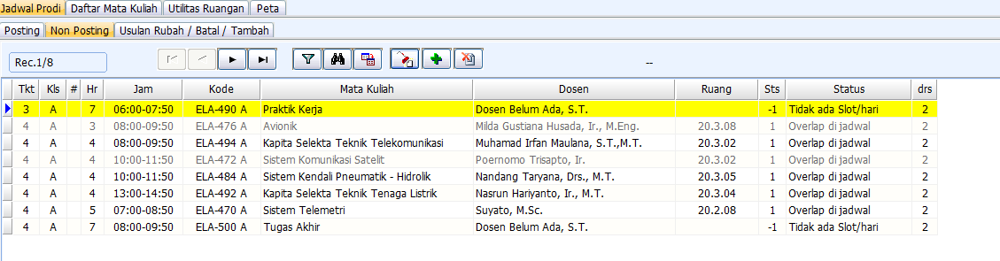 Jadwal Prodi Daftar Mata Kuliah Utilitas Ruangan Peta
Posting Non Posting Usulan Rubah / Batal / Tambah
Rec.1/8 --
Tkt Kls # Hr Jam Kode Mata Kuliah Dosen Ruang Sts Status drs
3 A 7 06:00-07:50 ELA-490 A Praktik Kerja Dosen Belum Ada, S.T. -1 Tidak ada Slot/hari 2
4 A 3 08:00-09:50 ELA-476 A Avionik Milda Gustiana Husada, Ir., M.Eng. 20.3.08 1 Overlap di jadwal 2
4 A 4 08:00-09:50 ELA-494 A Kapita Selekta Teknik Telekomunikasi Muhamad Irfan Maulana, S.T.,M.T. 20.3.02 1 Overlap di jadwal 2
4 A 4 10:00-11:50 ELA-472 A Sistem Komunikasi Satelit Poernomo Trisapto, Ir. 20.3.02 1 Overlap di jadwal 2
4 A 4 10:00-11:50 ELA-484 A Sistem Kendali Pneumatik - Hidrolik Nandang Taryana, Drs., M.T. 20.3.05 1 Overlap di jadwal 2
4 A 4 13:00-14:50 ELA-492 A Kapita Selekta Teknik Tenaga Listrik Nasrun Hariyanto, Ir., M.T. 20.3.04 1 Overlap di jadwal 2
4 A 5 07:00-08:50 ELA-470 A Sistem Telemetri Suyato, M.Sc. 20.2.08 1 Overlap di jadwal 2
4 A 7 08:00-09:50 ELA-500 A Tugas Akhir Dosen Belum Ada, S.T. -1 Tidak ada Slot/hari 2